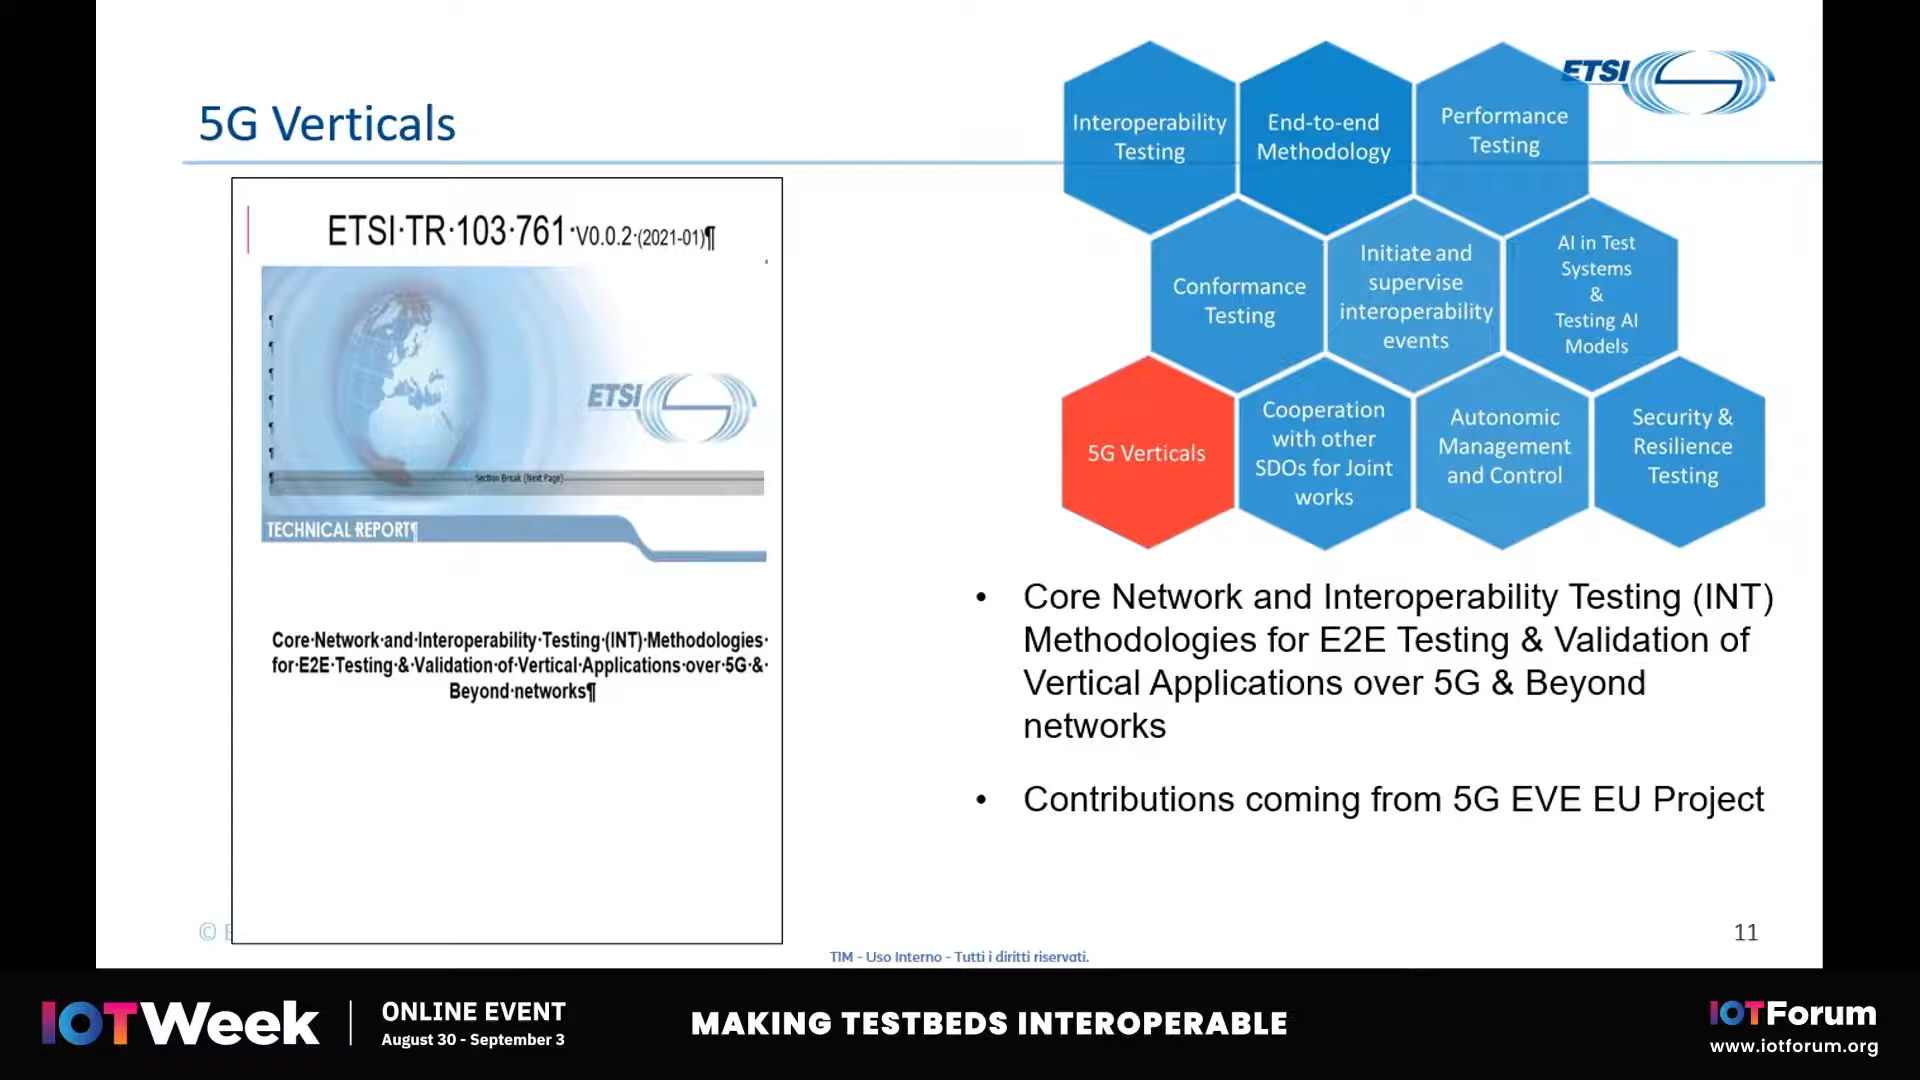 5G Verticals
ETSI
ETSI·TR·103·761·V0.0.2·(2021-01)¶
ETSI
Section Break (Next Page)
TECHNICAL REPORT¶
Core·Network·and·Interoperability·Testing·(INT)·Methodologies·
for·E2E·Testing·&·Validation·of·Vertical·Applications·over·5G·&·
Beyond·networks¶
Interoperability
Testing
End-to-end
Methodology
Performance
Testing
Conformance
Testing
Initiate and
supervise
interoperability
events
AI in Test
Systems
&
Testing AI
Models
5G Verticals
Cooperation
with other
SDOs for Joint
works
Autonomic
Management
and Control
Security &
Resilience
Testing
• Core Network and Interoperability Testing (INT)
Methodologies for E2E Testing & Validation of
Vertical Applications over 5G & Beyond
networks
• Contributions coming from 5G EVE EU Project
©
11
TIM - Uso Interno - Tutti i diritti riservati.
IOTWeek
ONLINE EVENT
August 30 - September 3
MAKING TESTBEDS INTEROPERABLE
IOTForum
www.iotforum.org